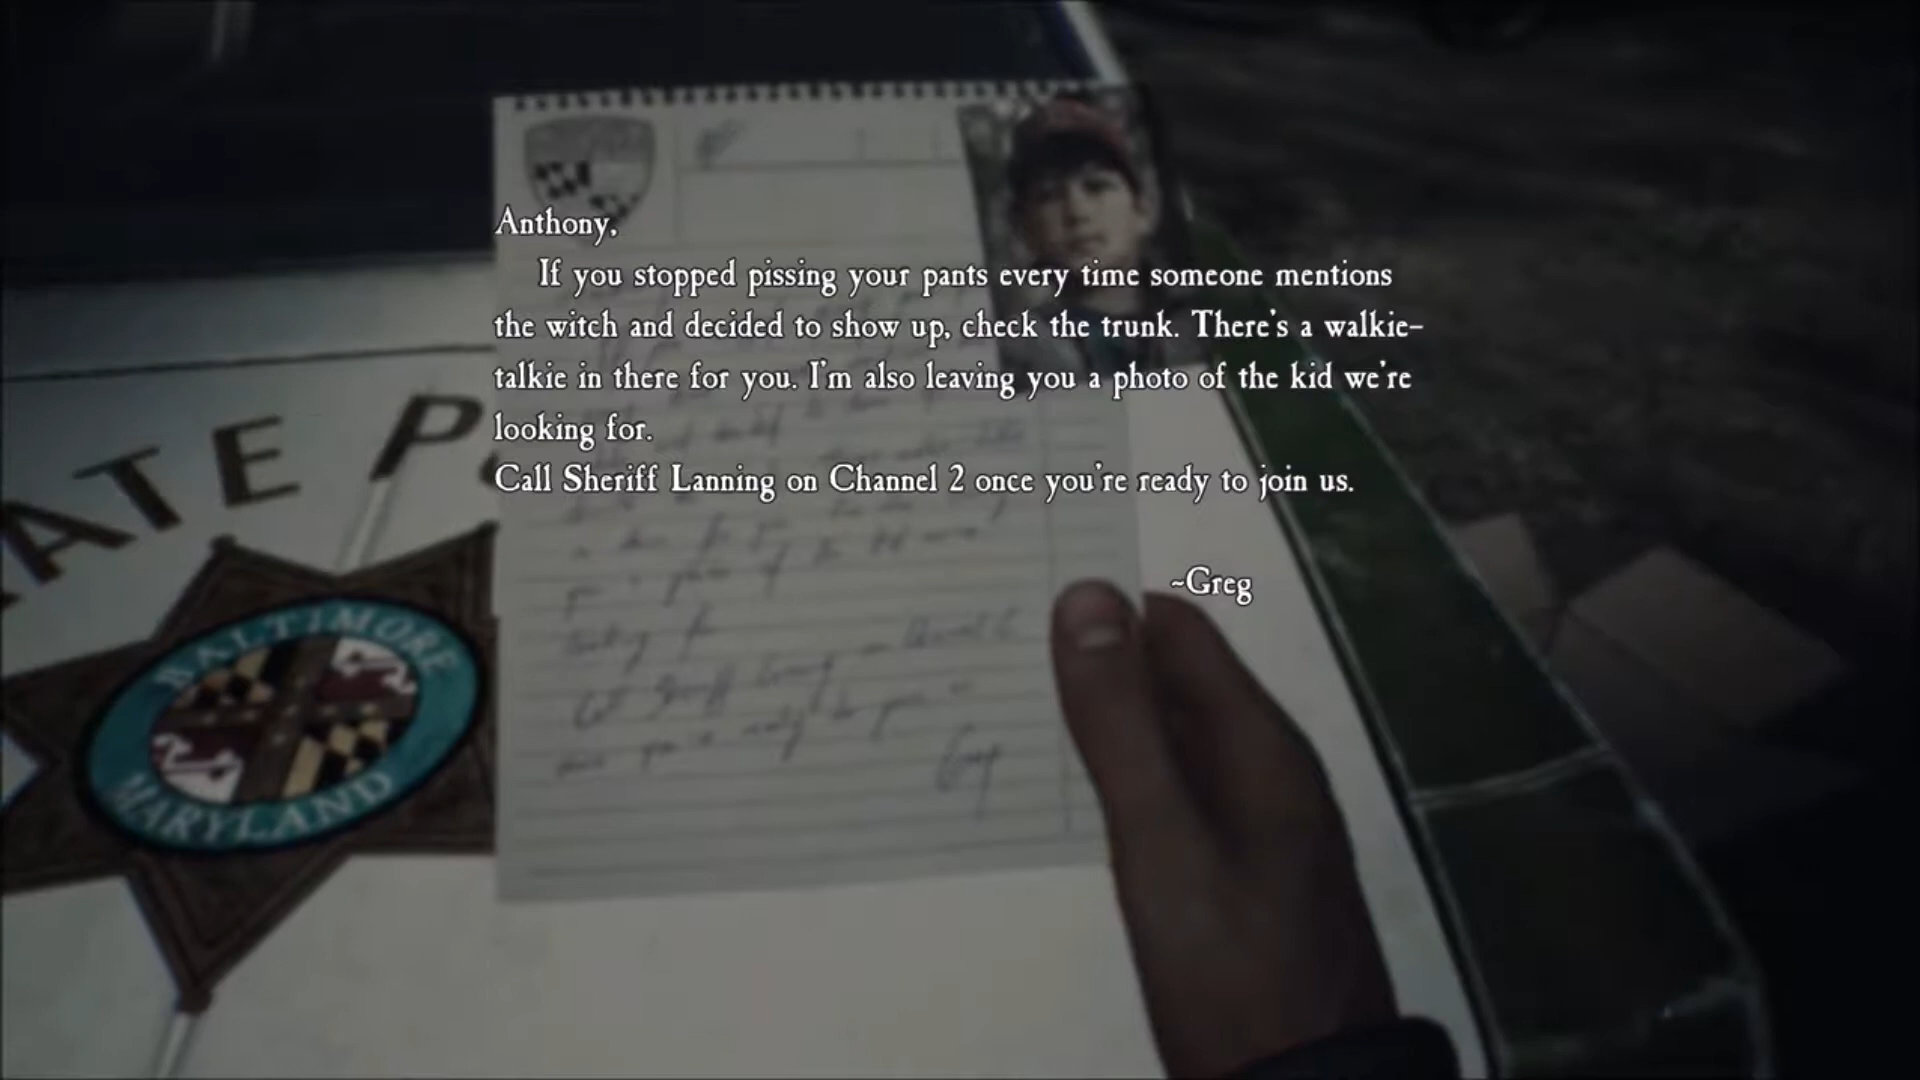 Anthony,
If you stopped pissing your pants every time someone mentions
the witch and decided to show up, check the trunk. There's a walkie-
talkie in there for you. I'm also leaving you a photo of the kid we're
looking for.
Call Sheriff Lanning on Channel 2 once you're ready to join us.
~Greg
ATE P
BALTIMORE
MARYLAND
Greg